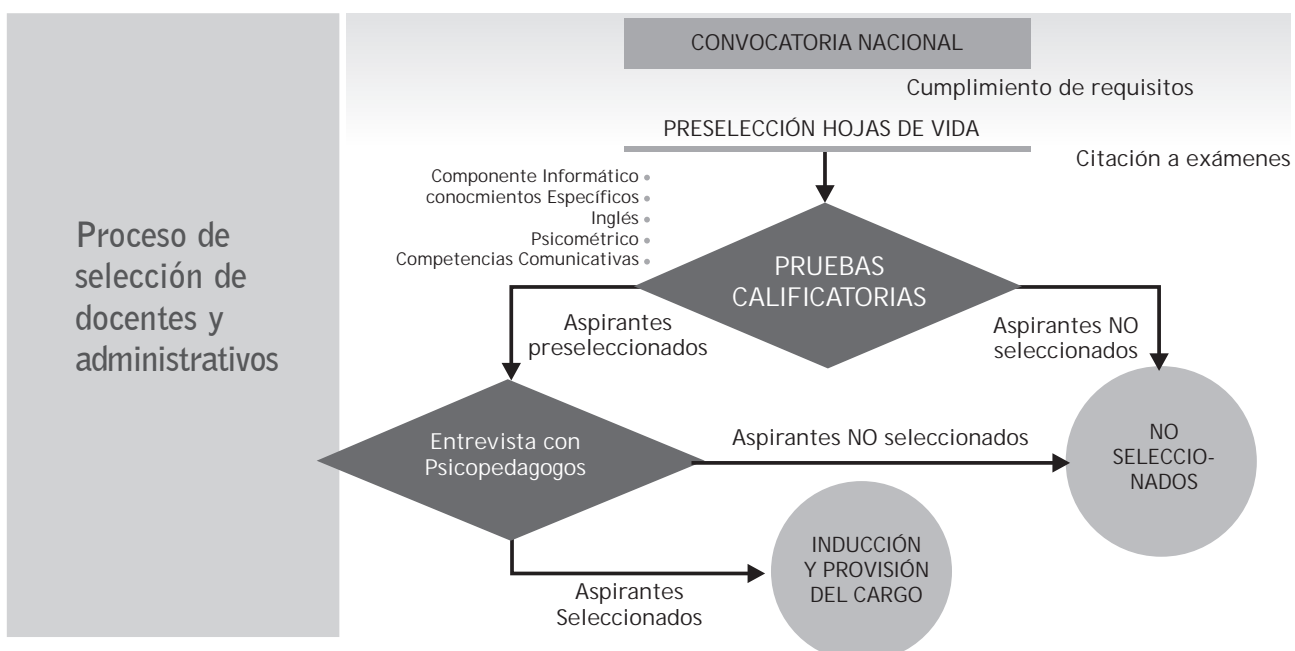 Proceso de
selección de
docentes y
administrativos
CONVOCATORIA NACIONAL
Cumplimiento de requisitos
PRESELECCIÓN HOJAS DE VIDA
Citación a exámenes
Componente Informático
conocmientos Específicos
Inglés
Psicométrico
Competencias Comunicativas
PRUEBAS
CALIFICATORIAS
Aspirantes
preseleccionados
Aspirantes NO
seleccionados
Entrevista con
Psicopedagogos
Aspirantes NO seleccionados
NO
SELECCIO-
NADOS
INDUCCIÓN
Y PROVISIÓN
DEL CARGO
Aspirantes
Seleccionados